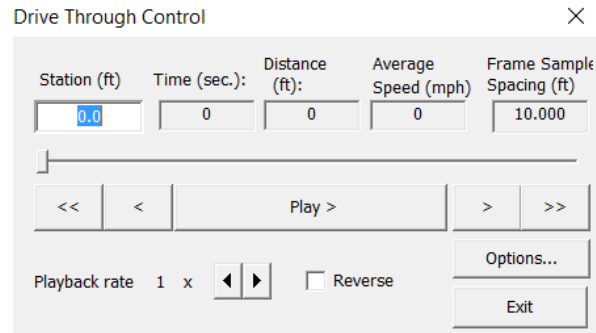 Drive Through Control
Station (ft) Time (sec.): Distance (ft): Average Speed (mph) Frame Sample Spacing (ft)
0.0 0 0 0 10.000
<< < Play > > >>
Playback rate 1 x Reverse Options...
Exit